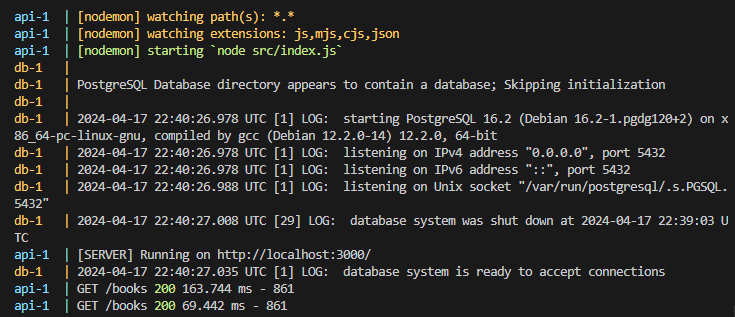 api-1  | [nodemon] watching path(s): *.*
api-1  | [nodemon] watching extensions: js,mjs,cjs,json
api-1  | [nodemon] starting `node src/index.js`
db-1   |
db-1   | PostgreSQL Database directory appears to contain a database; Skipping initialization
db-1   |
db-1   | 2024-04-17 22:40:26.978 UTC [1] LOG:  starting PostgreSQL 16.2 (Debian 16.2-1.pgdg120+2) on x
86_64-pc-linux-gnu, compiled by gcc (Debian 12.2.0-14) 12.2.0, 64-bit
db-1   | 2024-04-17 22:40:26.978 UTC [1] LOG:  listening on IPv4 address "0.0.0.0", port 5432
db-1   | 2024-04-17 22:40:26.978 UTC [1] LOG:  listening on IPv6 address "::", port 5432
db-1   | 2024-04-17 22:40:26.988 UTC [1] LOG:  listening on Unix socket "/var/run/postgresql/.s.PGSQL.
5432"
db-1   | 2024-04-17 22:40:27.008 UTC [29] LOG:  database system was shut down at 2024-04-17 22:39:03 U
TC
api-1  | [SERVER] Running on http://localhost:3000/
db-1   | 2024-04-17 22:40:27.035 UTC [1] LOG:  database system is ready to accept connections
api-1  | GET /books 200 163.744 ms - 861
api-1  | GET /books 200 69.442 ms - 861